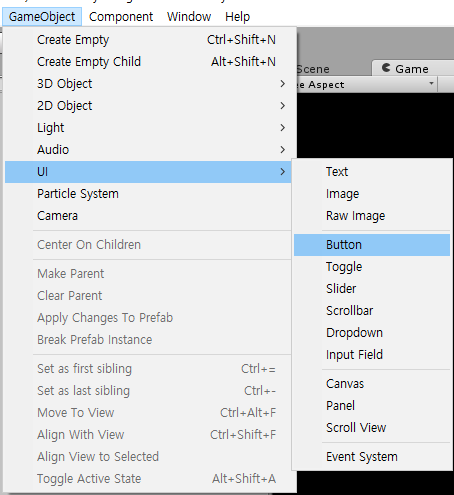 GameObject Component Window Help
Create Empty Ctrl+Shift+N
Create Empty Child Alt+Shift+N
Scene Game
3D Object
Aspect
2D Object
Light
Audio
UI
Text
Particle System
Image
Camera
Raw Image
Center On Children
Button
Make Parent
Toggle
Clear Parent
Slider
Apply Changes To Prefab
Scrollbar
Break Prefab Instance
Dropdown
Input Field
Set as first sibling Ctrl+=
Set as last sibling Ctrl+-
Canvas
Move To View Ctrl+Alt+F
Panel
Align With View Ctrl+Shift+F
Scroll View
Align View to Selected
Event System
Toggle Active State Alt+Shift+A